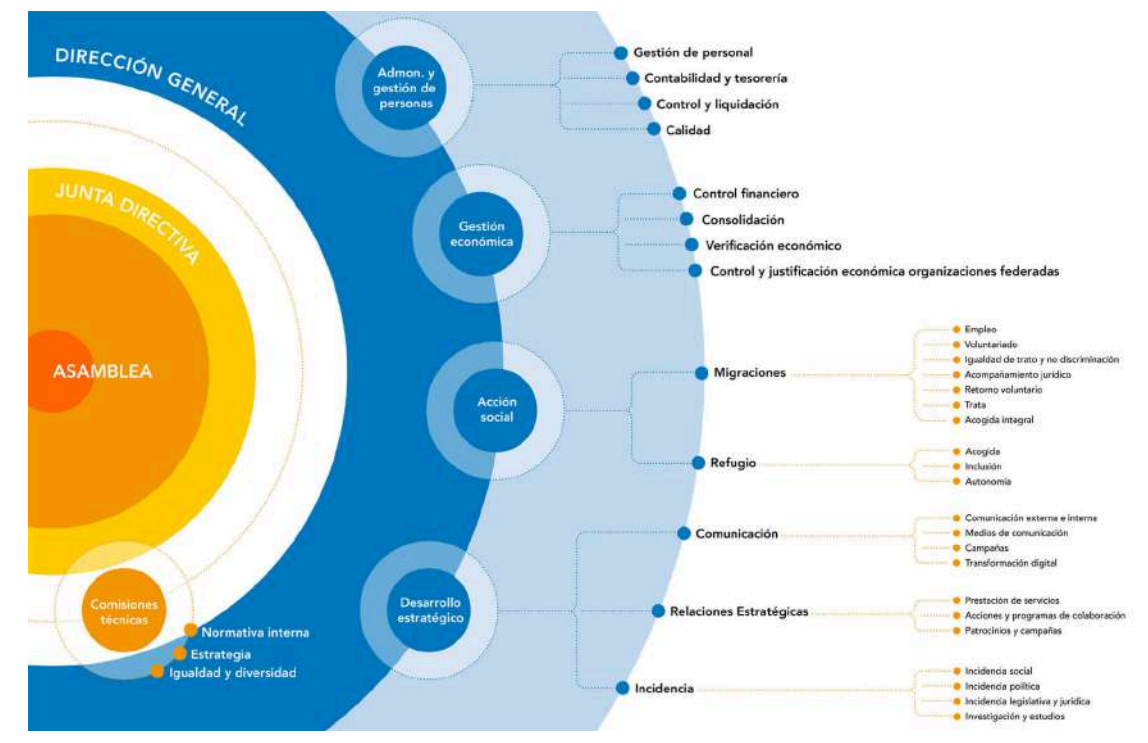 DIRECCIÓN GENERAL
JUNTA DIRECTIVA
ASAMBLEA
Comisiones
técnicas
Normativa interna
Estrategia
Igualdad y diversidad
Admon. y
gestión de
personas
Gestión de personal
Contabilidad y tesorería
Control y liquidación
Calidad
Gestión
económica
Control financiero
Consolidación
Verificación económico
Control y justificación económica organizaciones federadas
Acción
social
Migraciones
Empleo
Voluntariado
Igualdad de trato y no discriminación
Acompañamiento jurídico
Retorno voluntario
Trata
Acogida integral
Refugio
Acogida
Inclusión
Autonomía
Desarrollo
estratégico
Comunicación
Comunicación externa e interna
Medios de comunicación
Campañas
Transformación digital
Relaciones Estratégicas
Prestación de servicios
Acciones y programas de colaboración
Patrocinios y campañas
Incidencia
Incidencia social
Incidencia política
Incidencia legislativa y jurídica
Investigación y estudios